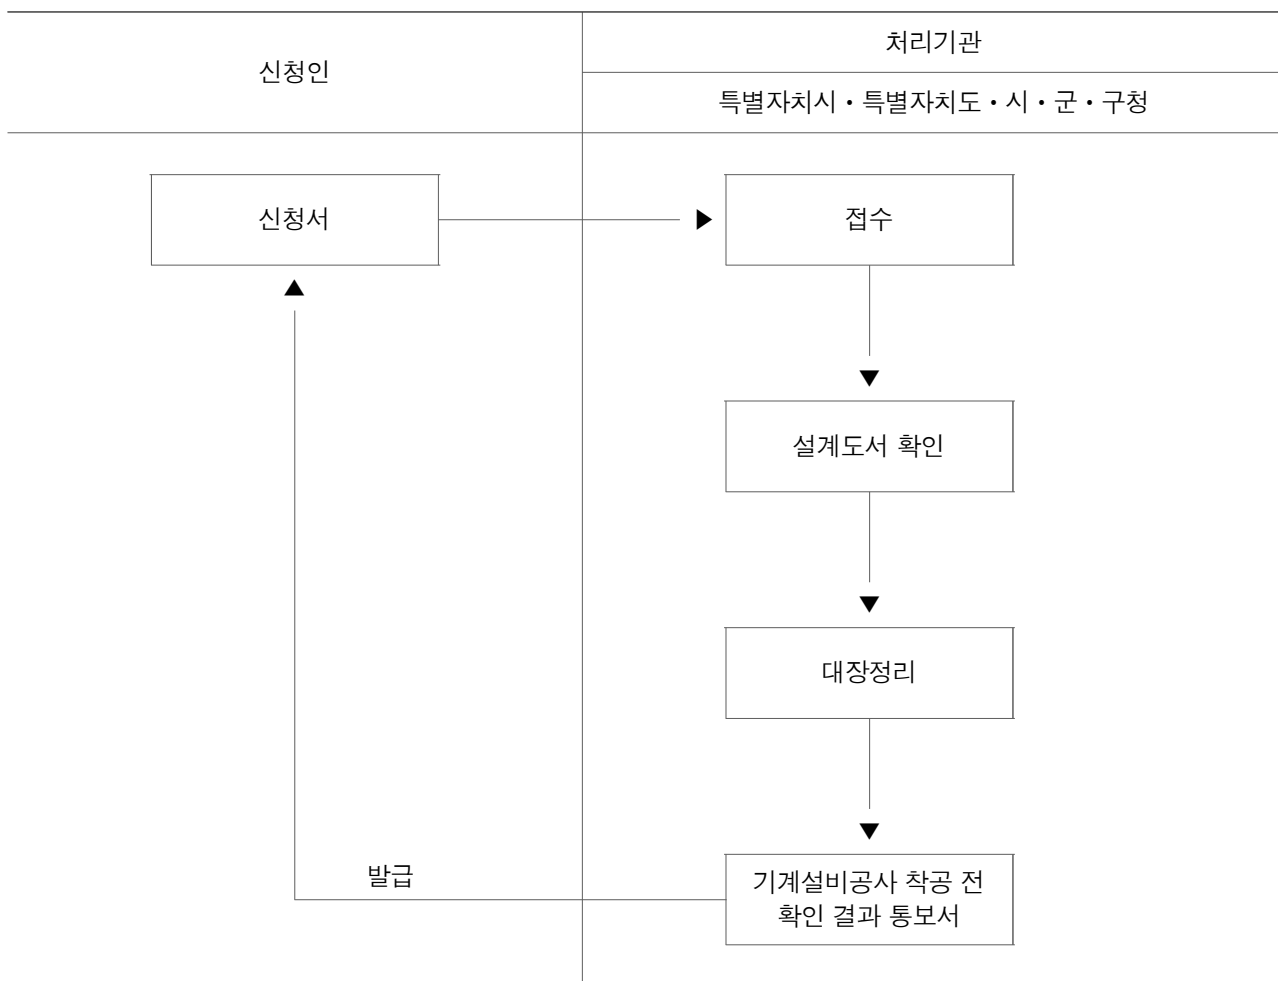 신청인
처리기관
특별자치시・특별자치도・시・군・구청
신청서
접수
설계도서 확인
대장정리
발급
기계설비공사 착공 전
확인 결과 통보서